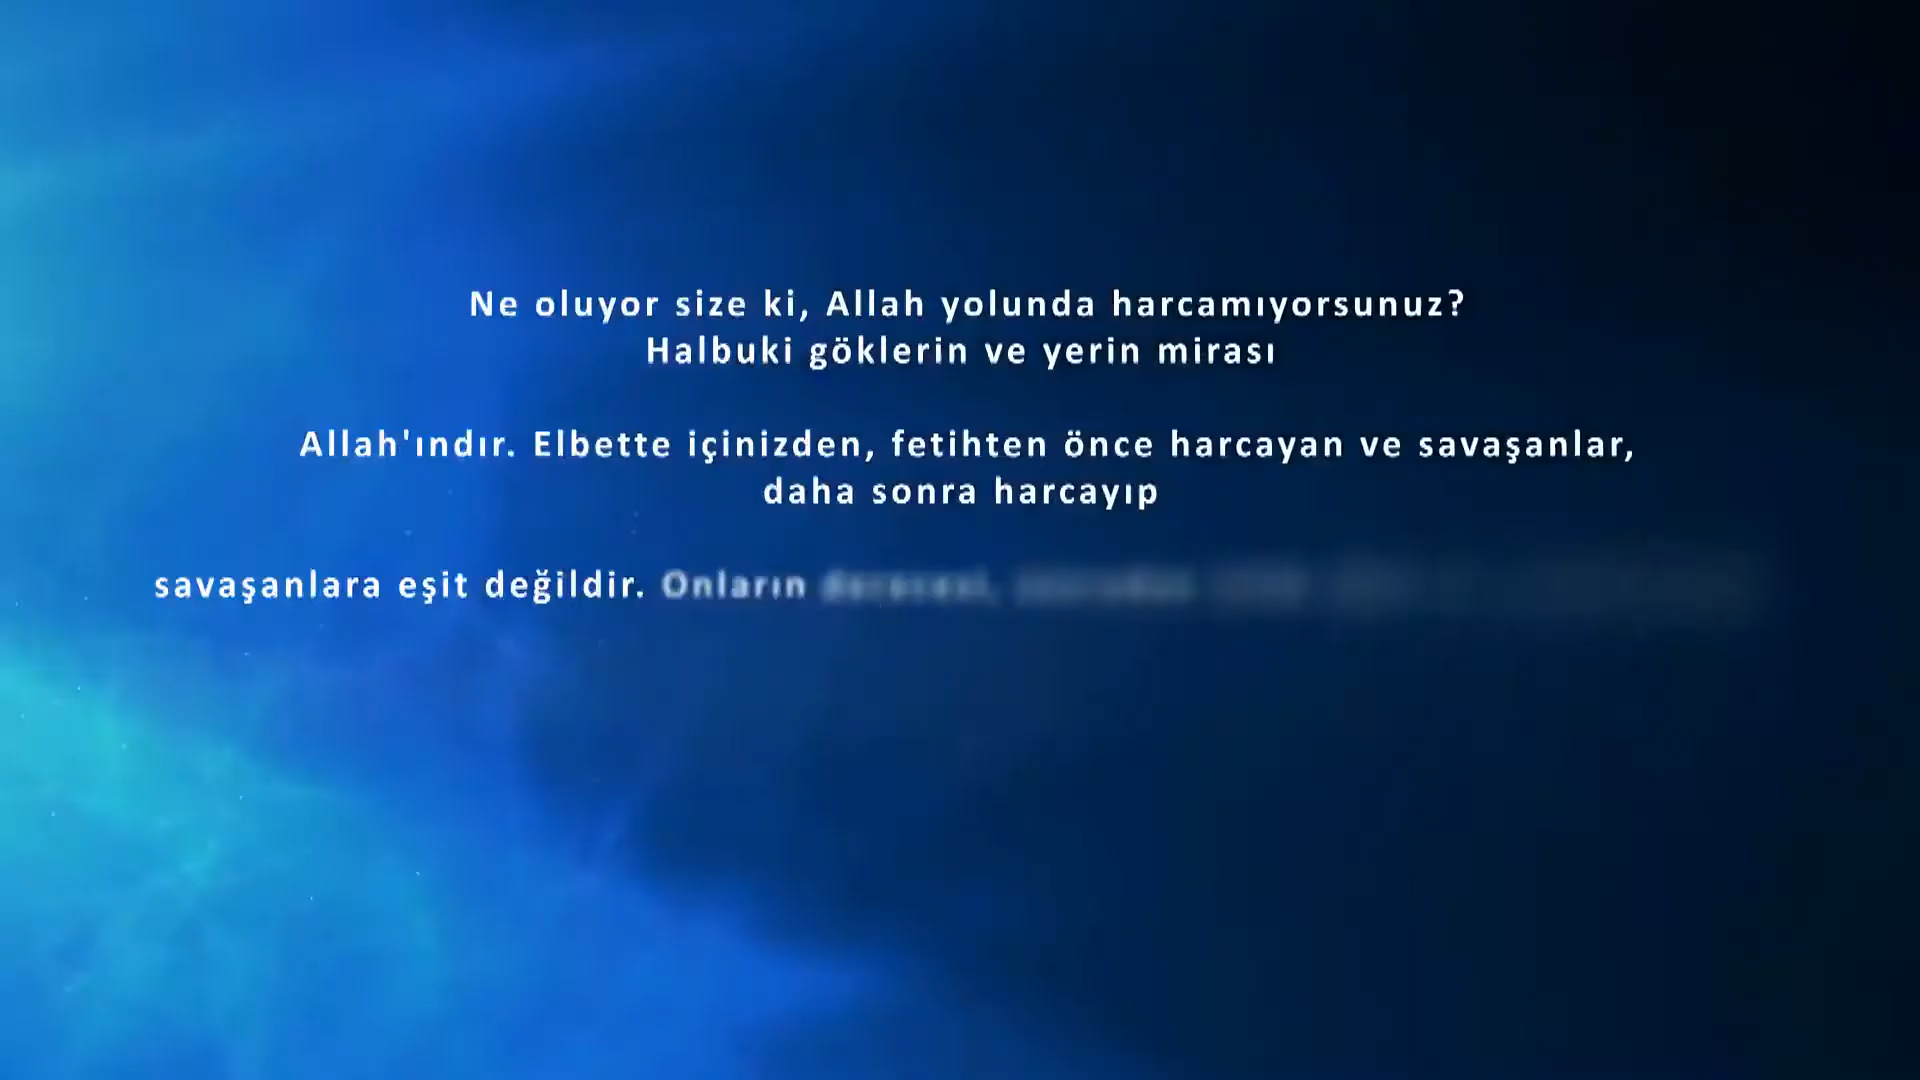 Ne oluyor size ki, Allah yolunda harcamıyorsunuz?
Halbuki göklerin ve yerin mirası
Allah'ındır. Elbette içinizden, fetihten önce harcayan ve savaşanlar,
daha sonra harcayıp
savaşanlara eşit değildir. Onların